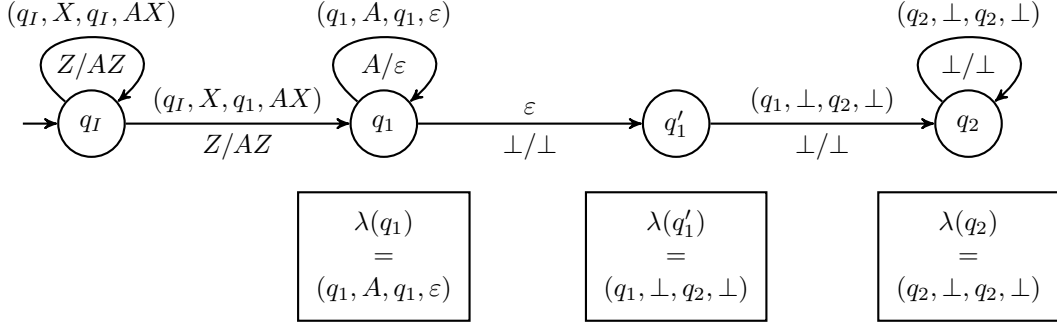 (q_I, X, q_I, AX)
(q_1, A, q_1, ε)
(q_2, ⊥, q_2, ⊥)
Z/AZ
A/ε
⊥/⊥
(q_I, X, q_1, AX)
ε
(q_1, ⊥, q_2, ⊥)
q_I
q_1
q'_1
q_2
Z/AZ
⊥/⊥
⊥/⊥
λ(q_1)
=
(q_1, A, q_1, ε)
λ(q'_1)
=
(q_1, ⊥, q_2, ⊥)
λ(q_2)
=
(q_2, ⊥, q_2, ⊥)